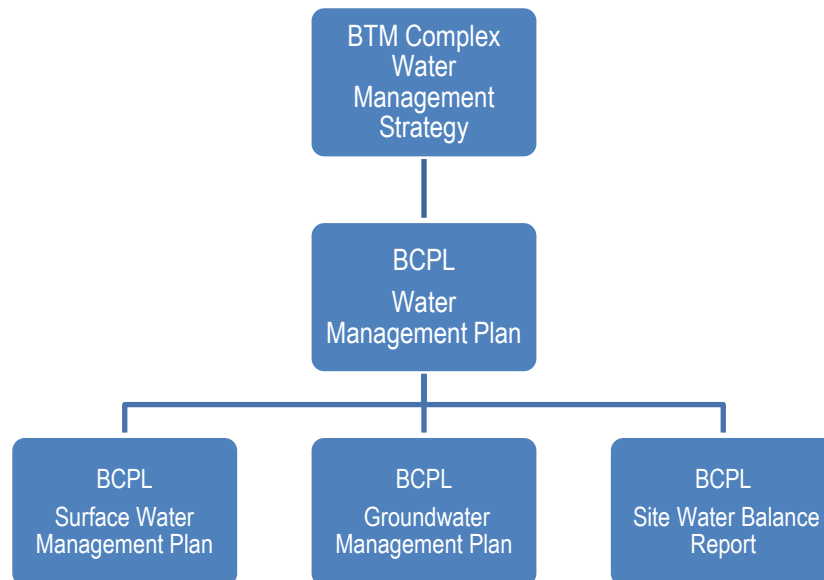 BTM Complex
Water
Management
Strategy
BCPL
Water
Management Plan
BCPL
Surface Water
Management Plan
BCPL
Groundwater
Management Plan
BCPL
Site Water Balance
Report